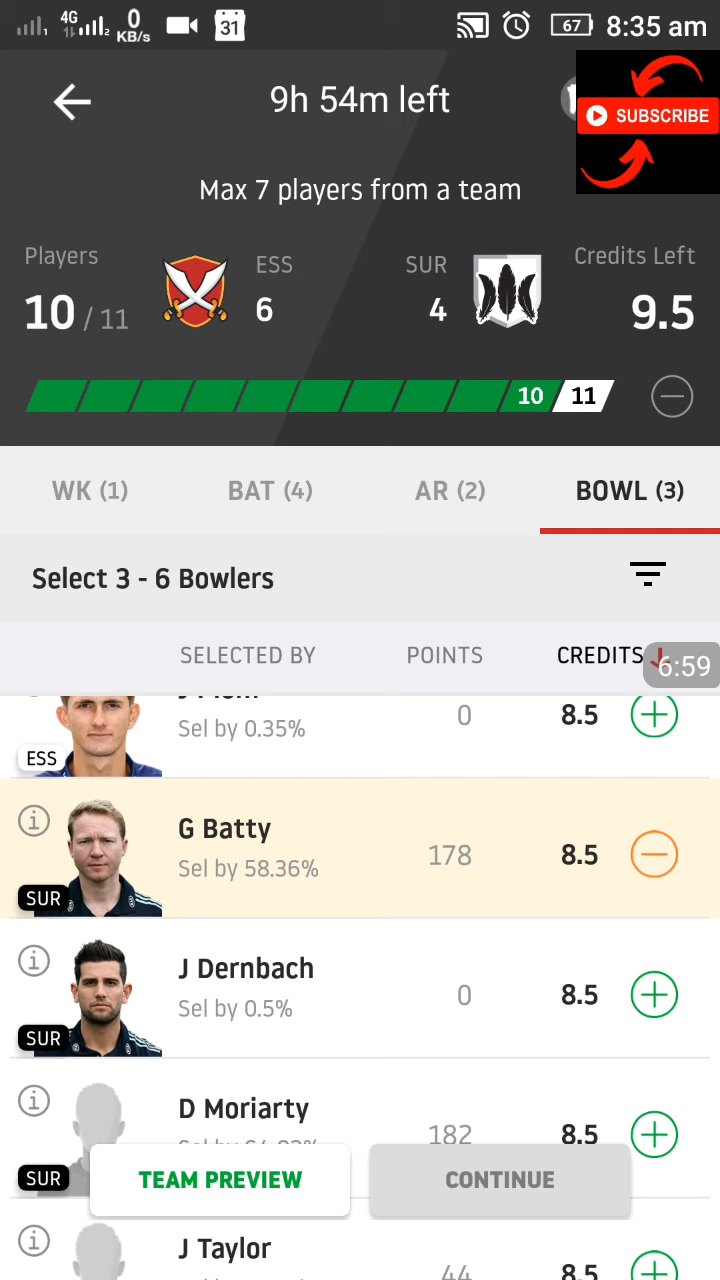 4G 0 KB/s 31 67 8:35 am
9h 54m left
SUBSCRIBE
Max 7 players from a team
Players ESS SUR Credits Left
10 / 11 6 4 9.5
10 11
WK (1) BAT (4) AR (2) BOWL (3)
Select 3 - 6 Bowlers
SELECTED BY POINTS CREDITS
6:59
Sel by 0.35% 0 8.5
ESS
G Batty
Sel by 58.36% 178 8.5
SUR
J Dernbach
Sel by 0.5% 0 8.5
SUR
D Moriarty
182 8.5
SUR
TEAM PREVIEW CONTINUE
J Taylor
44 8.5